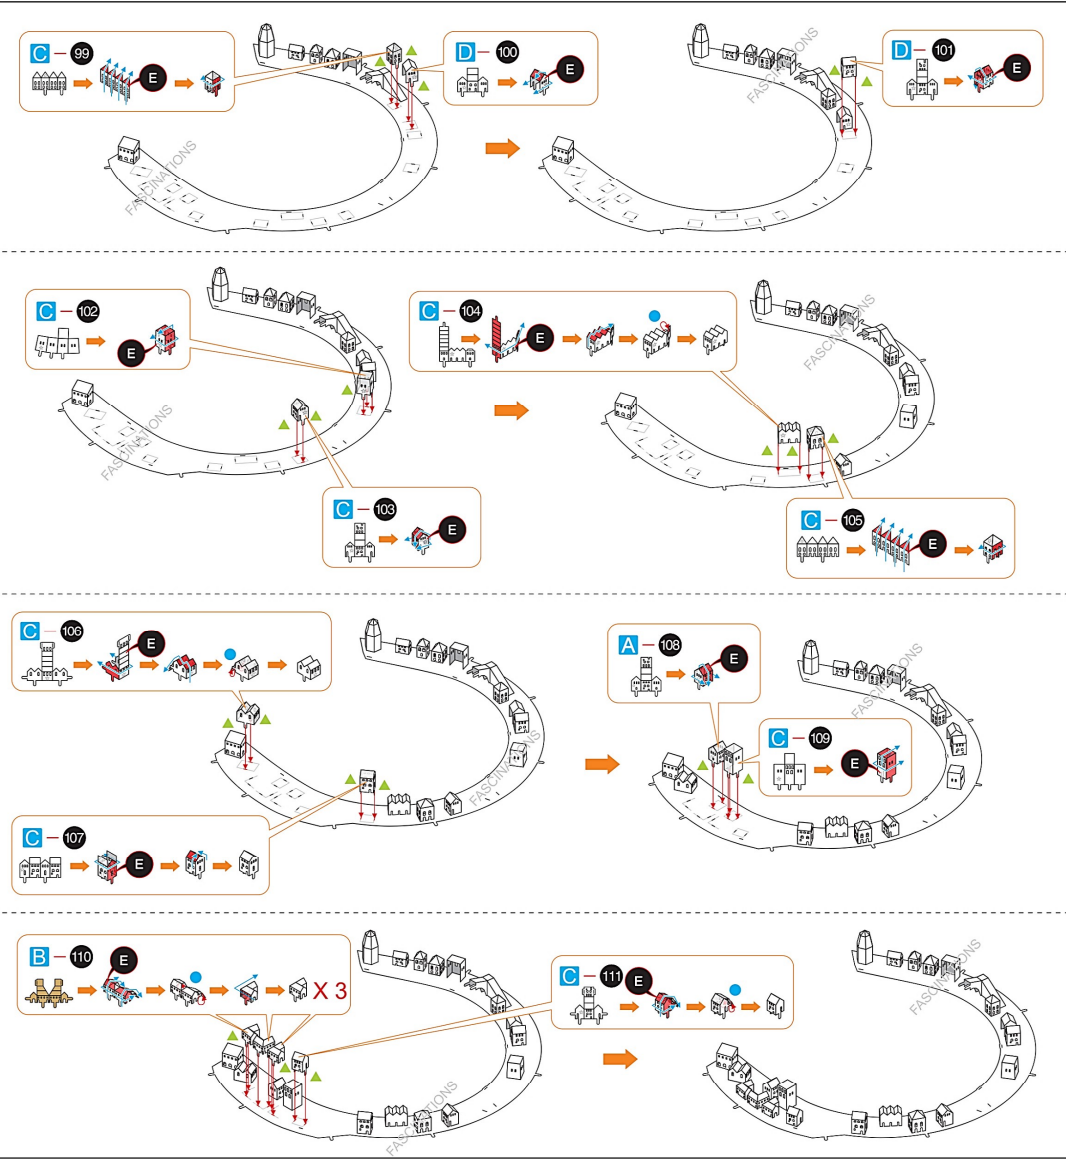 C – 99
E
D – 100
E
FASCINATIONS
FASCINATIONS
D – 101
E
FASCINATIONS
C – 102
E
FASCINATIONS
C – 103
E
C – 104
E
FASCINATIONS
C – 105
E
C – 106
E
FASCINATIONS
C – 107
E
A – 108
E
FASCINATIONS
C – 109
E
B – 110
E
X 3
FASCINATIONS
C – 111
E
FASCINATIONS